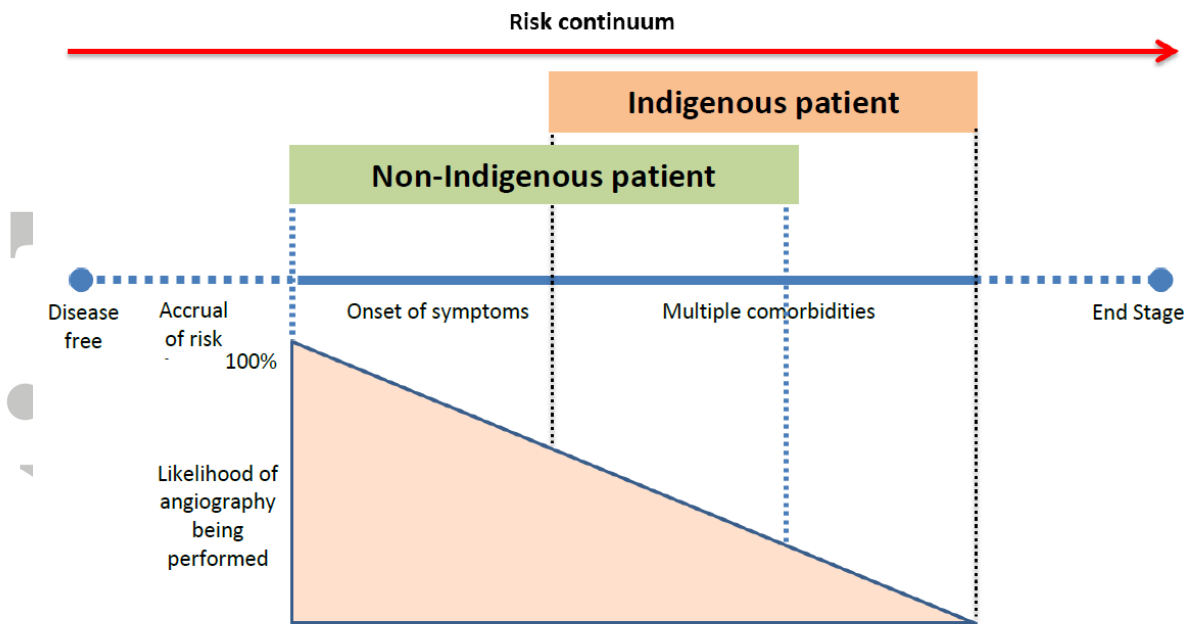 Risk continuum
Indigenous patient
Non-Indigenous patient
Disease
free
Accrual
of risk
Onset of symptoms
Multiple comorbidities
End Stage
100%
Likelihood of
angiography
being
performed